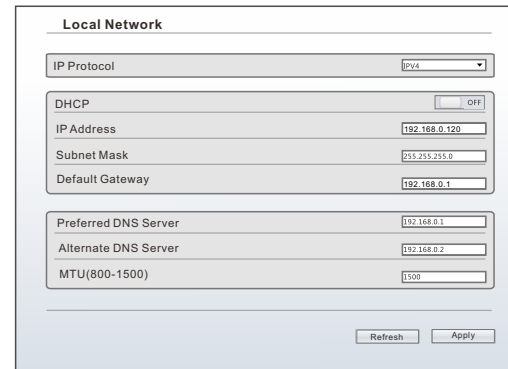 Local Network
IP Protocol IPV4
DHCP OFF
IP Address 192.168.0.120
Subnet Mask 255.255.255.0
Default Gateway 192.168.0.1
Preferred DNS Server 192.168.0.1
Alternate DNS Server 192.168.0.2
MTU(800-1500) 1500
Refresh Apply